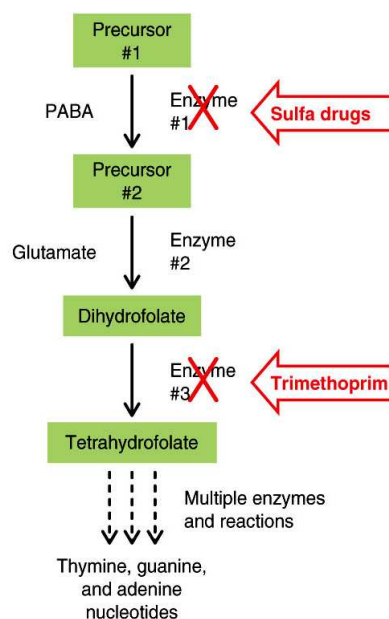 Precursor
#1
PABA
Enzyme
#1
Sulfa drugs
Precursor
#2
Glutamate
Enzyme
#2
Dihydrofolate
Enzyme
#3
Trimethoprim
Tetrahydrofolate
Multiple enzymes
and reactions
Thymine, guanine,
and adenine
nucleotides